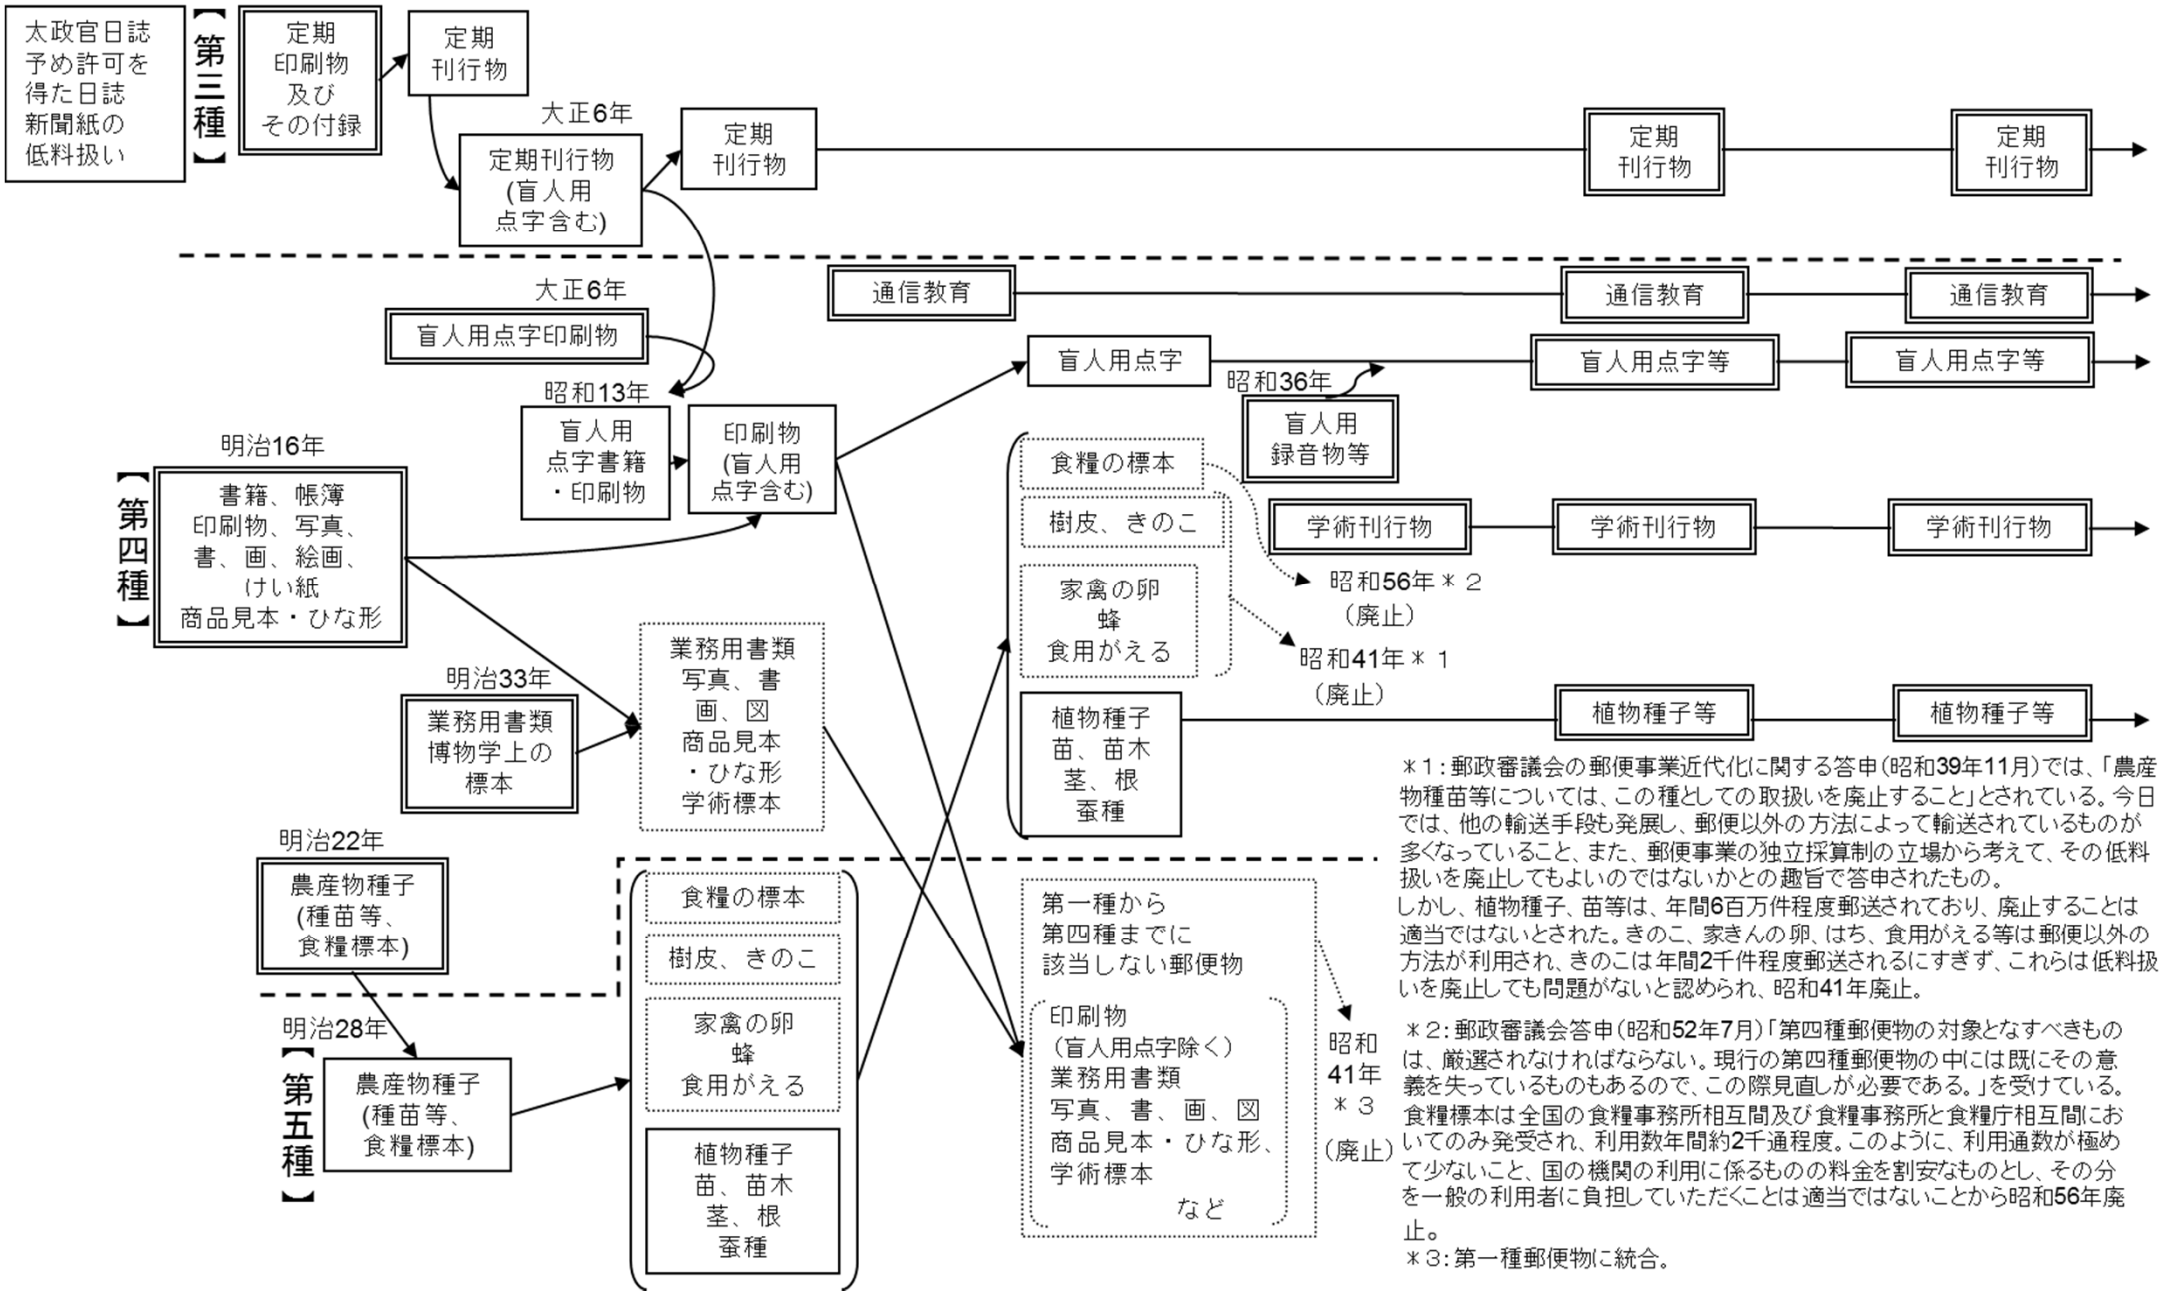 太政官日誌
予め許可を
得た日誌
新聞紙の
低料扱い
【第三種】
定期
印刷物
及び
その付録
定期
刊行物
大正6年
定期刊行物
(盲人用
点字含む)
定期
刊行物
定期
刊行物
定期
刊行物
大正6年
盲人用点字印刷物
通信教育
通信教育
通信教育
昭和13年
盲人用
点字書籍
・印刷物
印刷物
(盲人用
点字含む)
盲人用点字
昭和36年
盲人用
録音物等
盲人用点字等
盲人用点字等
【第四種】
明治16年
書籍、帳簿
印刷物、写真、
書、画、絵画、
けい紙
商品見本・ひな形
明治33年
業務用書類
博物学上の
標本
業務用書類
写真、書
画、図
商品見本
・ひな形
学術標本
食糧の標本
樹皮、きのこ
家禽の卵
蜂
食用がえる
植物種子
苗、苗木
茎、根
蚕種
学術刊行物
学術刊行物
学術刊行物
昭和56年＊２
（廃止）
昭和41年＊１
（廃止）
植物種子等
植物種子等
明治22年
農産物種子
(種苗等、
食糧標本)
明治28年
【第五種】
農産物種子
(種苗等、
食糧標本)
食糧の標本
樹皮、きのこ
家禽の卵
蜂
食用がえる
植物種子
苗、苗木
茎、根
蚕種
第一種から
第四種までに
該当しない郵便物
印刷物
（盲人用点字除く）
業務用書類
写真、書、画、図
商品見本・ひな形、
学術標本
など
昭和
41年
＊３
（廃止）
＊１：郵政審議会の郵便事業近代化に関する答申（昭和39年11月）では、「農産
物種苗等については、この種としての取扱いを廃止すること」とされている。今日
では、他の輸送手段も発展し、郵便以外の方法によって輸送されているものが
多くなっていること、また、郵便事業の独立採算制の立場から考えて、その低料
扱いを廃止してもよいのではないかとの趣旨で答申されたもの。
しかし、植物種子、苗等は、年間6百万件程度郵送されており、廃止することは
適当ではないとされた。きのこ、家きんの卵、はち、食用がえる等は郵便以外の
方法が利用され、きのこは年間2千件程度郵送されるにすぎず、これらは低料扱
いを廃止しても問題がないと認められ、昭和41年廃止。
＊２：郵政審議会答申（昭和52年7月）「第四種郵便物の対象となすべきもの
は、厳選されなければならない。現行の第四種郵便物の中には既にその意
義を失っているものもあるので、この際見直しが必要である。」を受けている。
食糧標本は全国の食糧事務所相互間及び食糧事務所と食糧庁相互間にお
いてのみ発受され、利用数年間約2千通程度。このように、利用通数が極め
て少ないこと、国の機関の利用に係るものの料金を割安なものとし、その分
を一般の利用者に負担していただくことは適当ではないことから昭和56年廃
止。
＊３：第一種郵便物に統合。